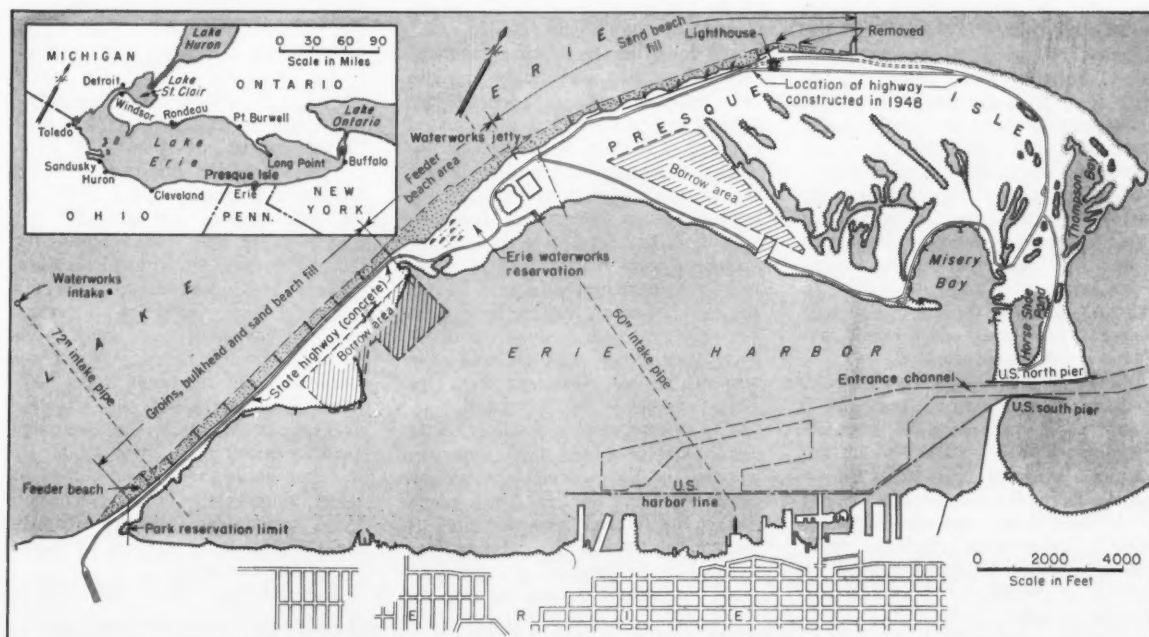 Lake
Huron
MICHIGAN
30 60 90
Scale in Miles
Detroit
Lake
St. Clair
ONTARIO
Windsor
Rondeau
Pt. Burwell
Lake
Ontario
Toledo
Lake
Erie
Long Point
Buffalo
Sandusky
Huron
Presque Isle
Cleveland
Erie
NEW
YORK
OHIO
PENN.
LAKE
ERIE
Sand beach
fill
Lighthouse
Removed
Location of highway
constructed in 1948
PRESQUE
ISLE
Waterworks jetty
Feeder
beach area
Borrow area
Thompson
Bay
Erie waterworks
reservation
Misery
Bay
Horse Shoe
Pond
Waterworks
intake
72" intake pipe
Groins, bulkhead and sand beach fill
State highway (concrete)
Borrow area
60" intake pipe
ERIE HARBOR
Entrance channel
U.S. north pier
U.S. south pier
Feeder beach
U.S.
harbor line
Park reservation limit
0 2000 4000
Scale in Feet
ERIE